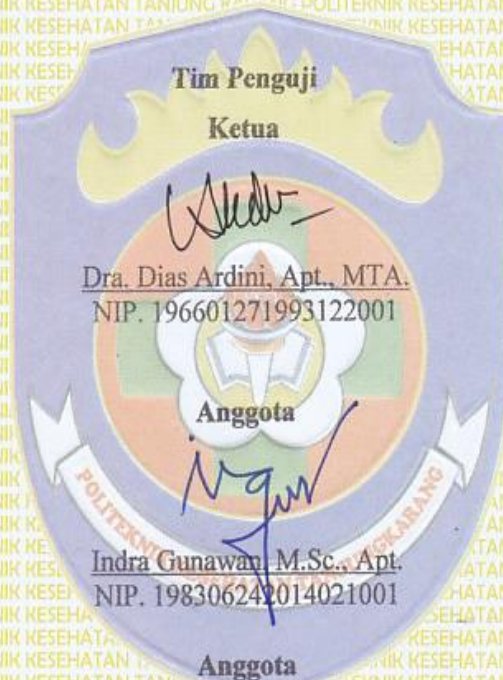 Tim Penguji
Ketua
Dra. Dias Ardini, Apt., MTA.
NIP. 196601271993122001
Anggota
Indra Gunawan, M.Sc., Apt.
NIP. 198306242014021001
Anggota